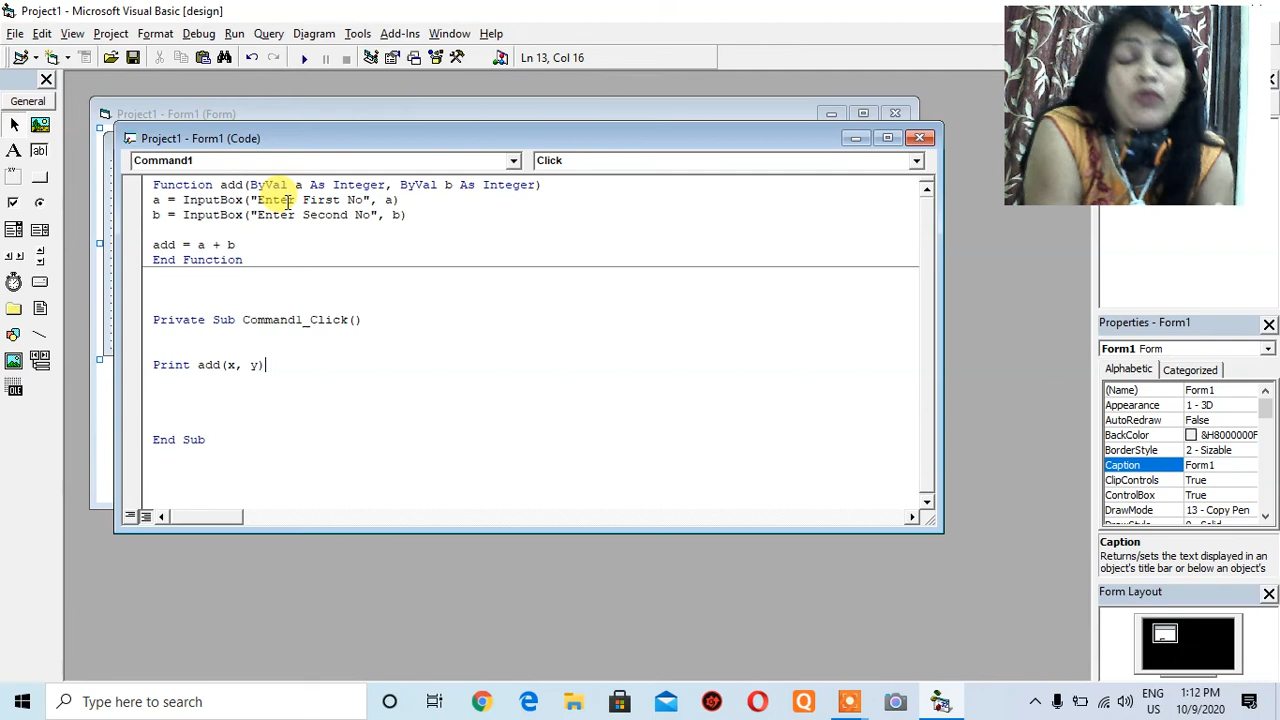 Project1 - Microsoft Visual Basic [design]
File Edit View Project Format Debug Run Query Diagram Tools Add-Ins Window Help
Ln 13, Col 16
General
Project1 - Form1 (Form)
Project1 - Form1 (Code)
Command1 Click
Function add(ByVal a As Integer, ByVal b As Integer)
a = InputBox("Enter First No", a)
b = InputBox("Enter Second No", b)
add = a + b
End Function
Private Sub Command1_Click()
Print add(x, y)
End Sub
A
ab
xy
OLE
Properties - Form1
Form1 Form
Alphabetic Categorized
(Name) Form1
Appearance 1 - 3D
AutoRedraw False
BackColor &H8000000F
BorderStyle 2 - Sizable
Caption Form1
ClipControls True
ControlBox True
DrawMode 13 - Copy Pen
DrawStyle 0 - Solid
Caption
Returns/sets the text displayed in an
object's title bar or below an object's
Form Layout
Type here to search
ENG
US
1:12 PM
10/9/2020